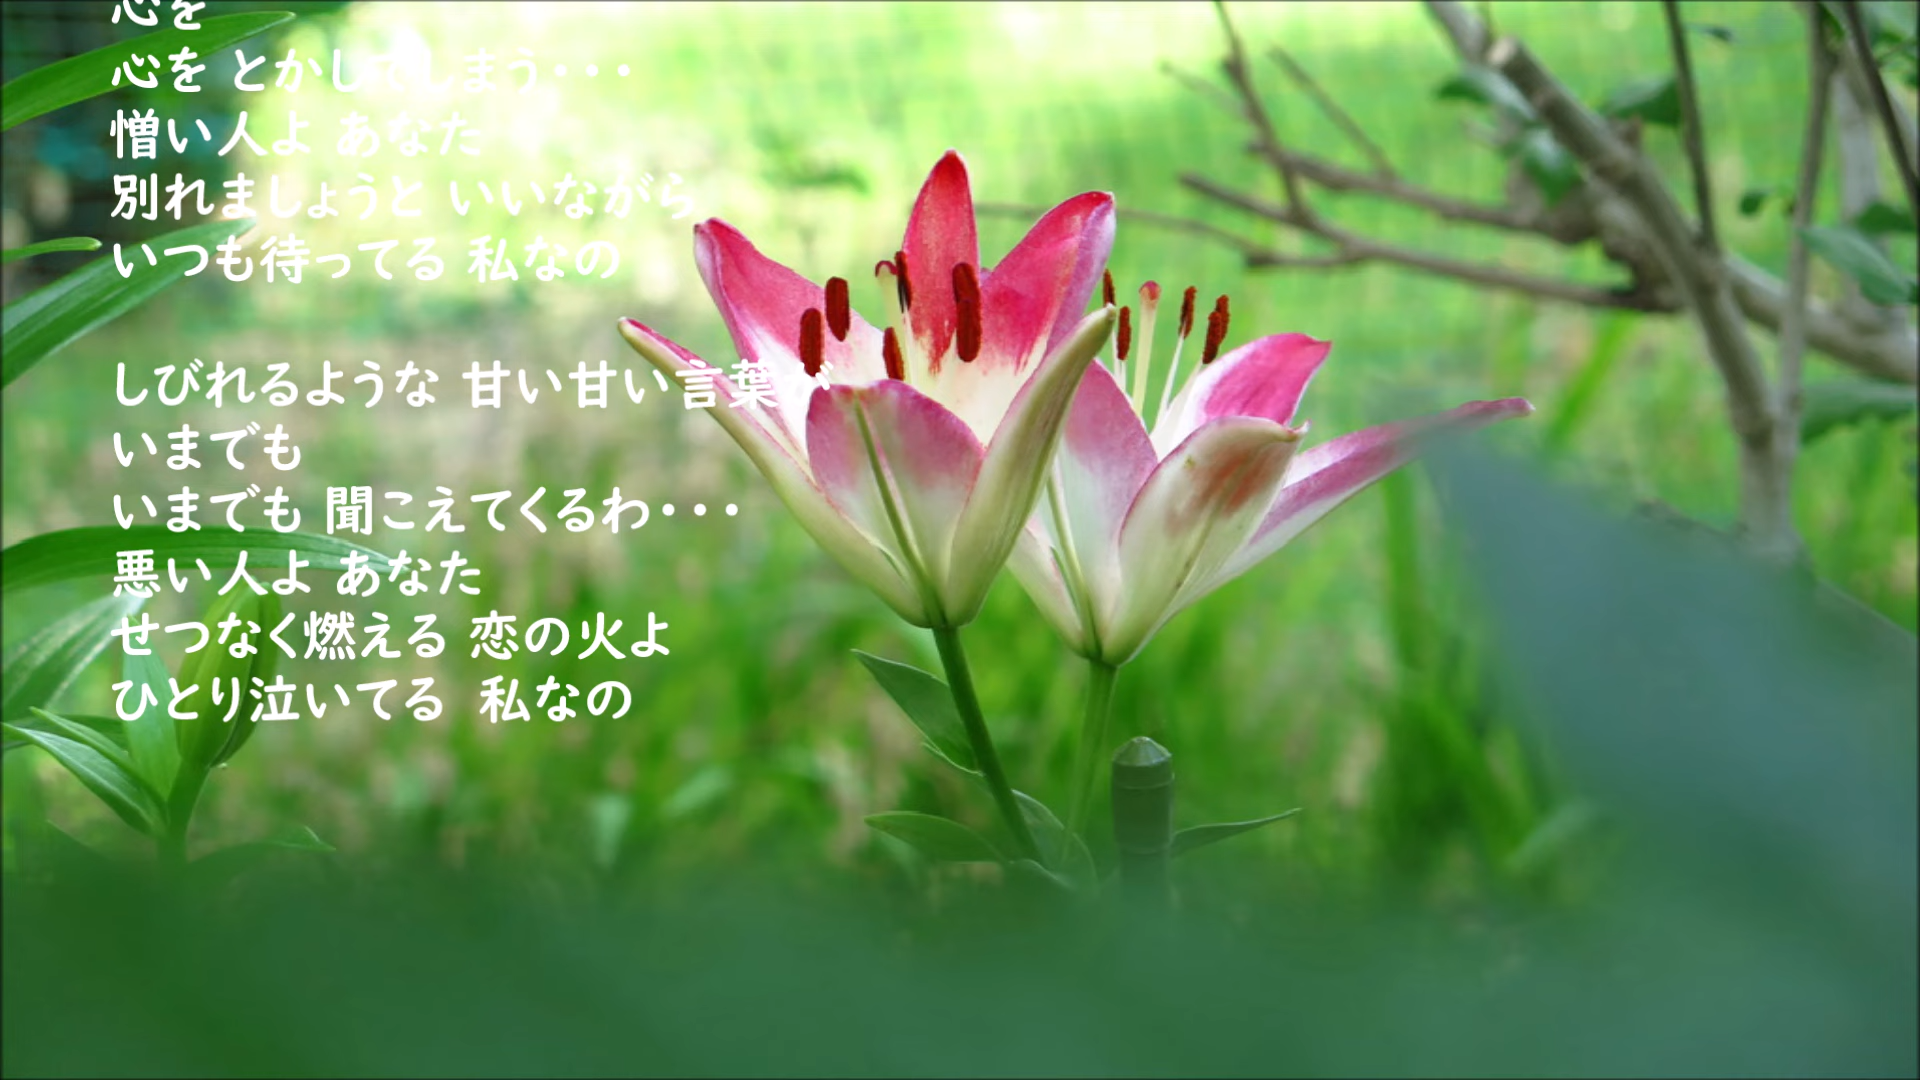 心を
心を とかしてしまう・・・
憎い人よ あなた
別れましょうと いいながら
いつも待ってる 私なの
しびれるような 甘い甘い言葉が
いまでも
いまでも 聞こえてくるわ・・・
悪い人よ あなた
せつなく燃える 恋の火よ
ひとり泣いてる 私なの